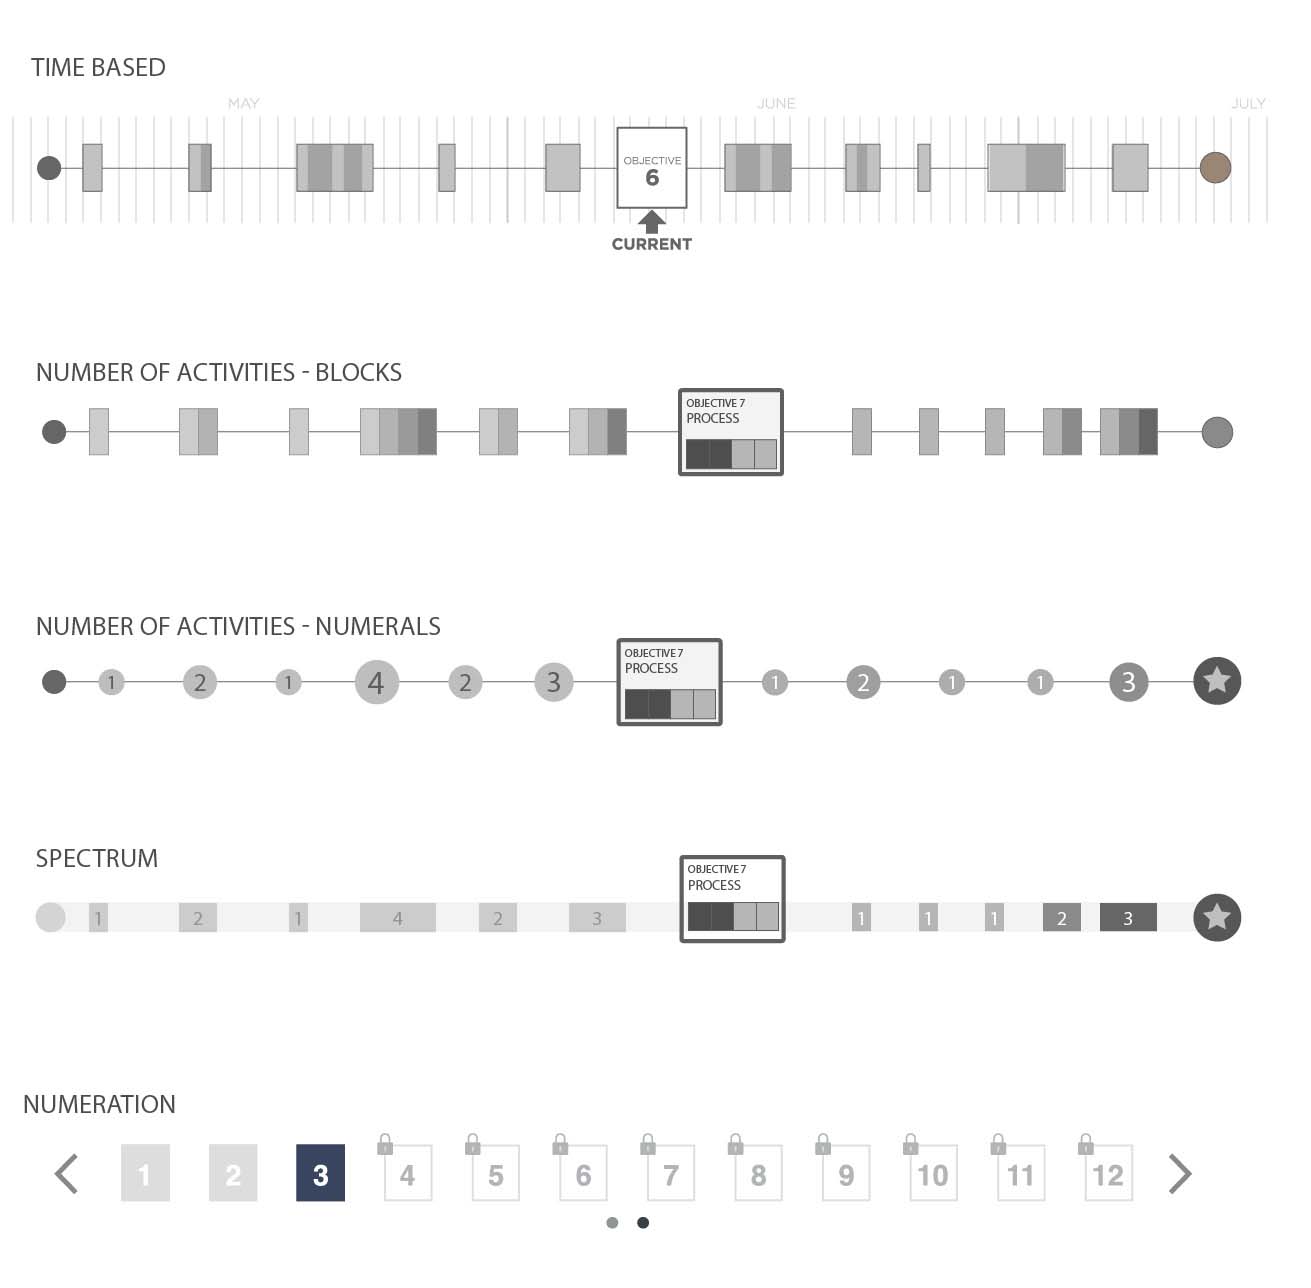 TIME BASED
MAY JUNE JULY
OBJECTIVE
6
CURRENT
NUMBER OF ACTIVITIES - BLOCKS
OBJECTIVE 7
PROCESS
NUMBER OF ACTIVITIES - NUMERALS
OBJECTIVE 7
PROCESS
1 2 1 4 2 3 1 2 1 1 3
SPECTRUM
OBJECTIVE 7
PROCESS
1 2 1 4 2 3 1 1 1 2 3
NUMERATION
1 2 3 4 5 6 7 8 9 10 11 12